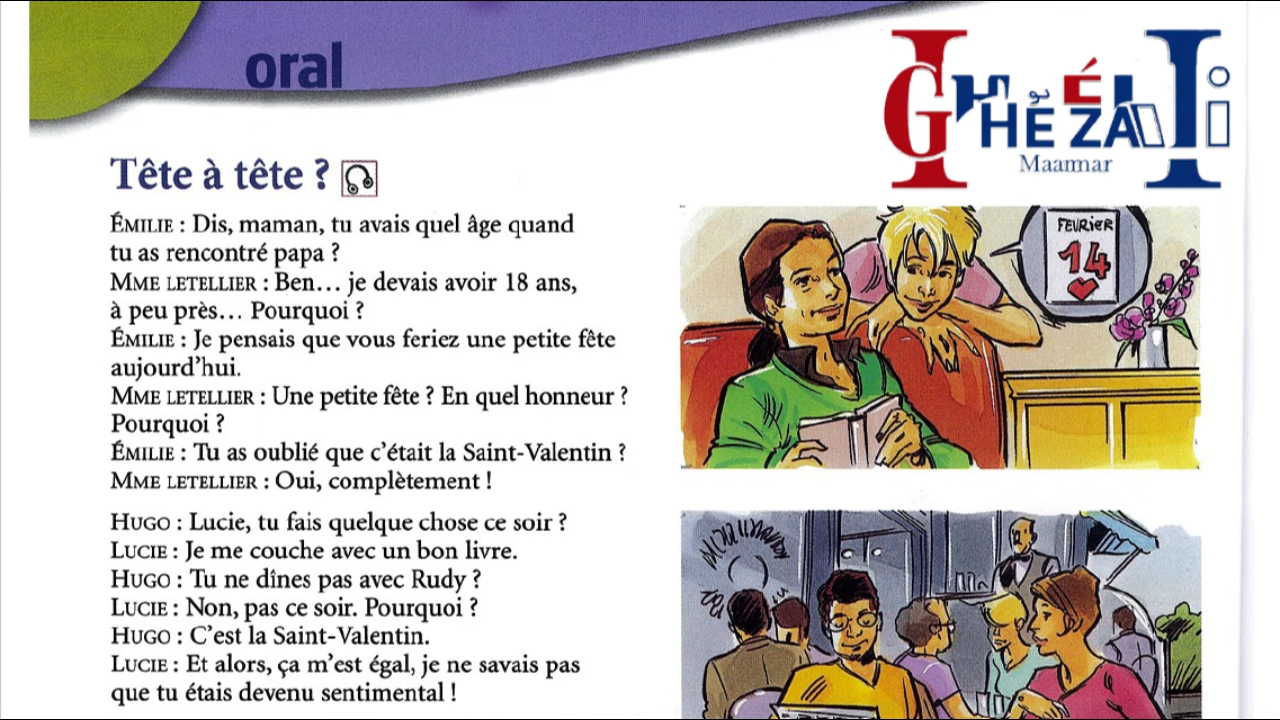 oral
GHÈZALI
Maamar
Tête à tête ?
ÉMILIE : Dis, maman, tu avais quel âge quand
tu as rencontré papa ?
MME LETELLIER : Ben… je devais avoir 18 ans,
à peu près… Pourquoi ?
ÉMILIE : Je pensais que vous feriez une petite fête
aujourd'hui.
MME LETELLIER : Une petite fête ? En quel honneur ?
Pourquoi ?
ÉMILIE : Tu as oublié que c'était la Saint-Valentin ?
MME LETELLIER : Oui, complètement !
HUGO : Lucie, tu fais quelque chose ce soir ?
LUCIE : Je me couche avec un bon livre.
HUGO : Tu ne dînes pas avec Rudy ?
LUCIE : Non, pas ce soir. Pourquoi ?
HUGO : C'est la Saint-Valentin.
LUCIE : Et alors, ça m'est égal, je ne savais pas
que tu étais devenu sentimental !
FEVRIER
14